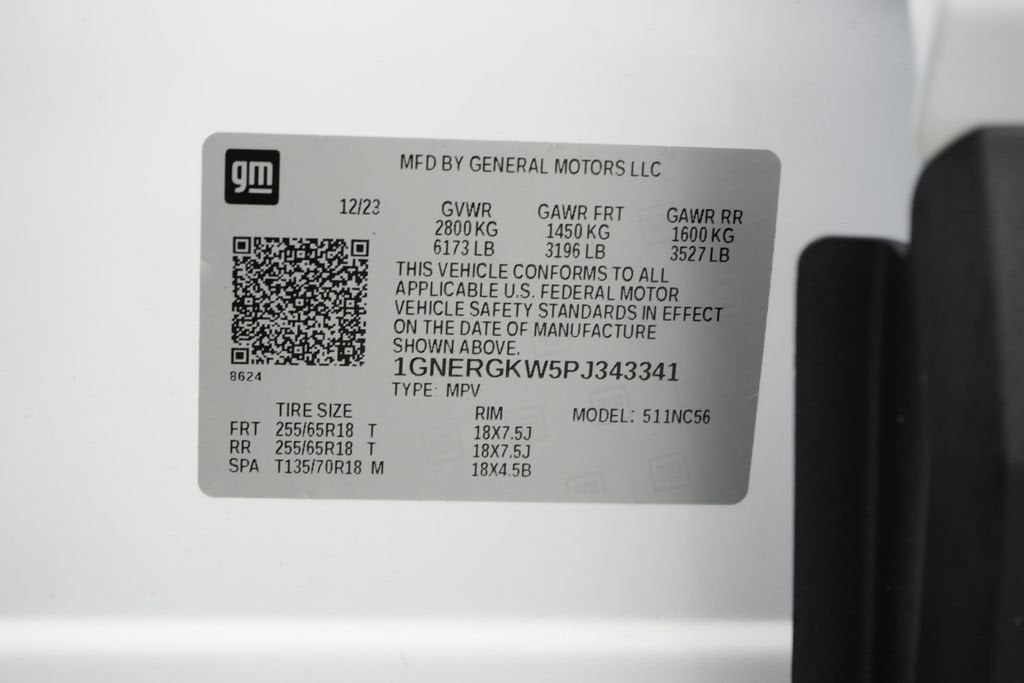 gm
MFD BY GENERAL MOTORS LLC
12/23 GVWR GAWR FRT GAWR RR
2800 KG 1450 KG 1600 KG
6173 LB 3196 LB 3527 LB
THIS VEHICLE CONFORMS TO ALL
APPLICABLE U.S. FEDERAL MOTOR
VEHICLE SAFETY STANDARDS IN EFFECT
ON THE DATE OF MANUFACTURE
SHOWN ABOVE.
8624
1GNERGKW5PJ343341
TYPE: MPV
TIRE SIZE RIM MODEL: 511NC56
FRT 255/65R18 T 18X7.5J
RR 255/65R18 T 18X7.5J
SPA T135/70R18 M 18X4.5B